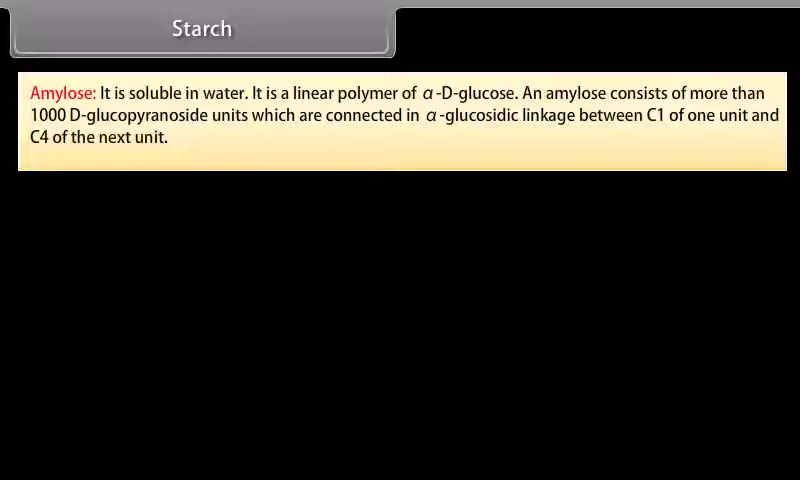 Starch
Amylose: It is soluble in water. It is a linear polymer of α-D-glucose. An amylose consists of more than
1000 D-glucopyranoside units which are connected in α-glucosidic linkage between C1 of one unit and
C4 of the next unit.